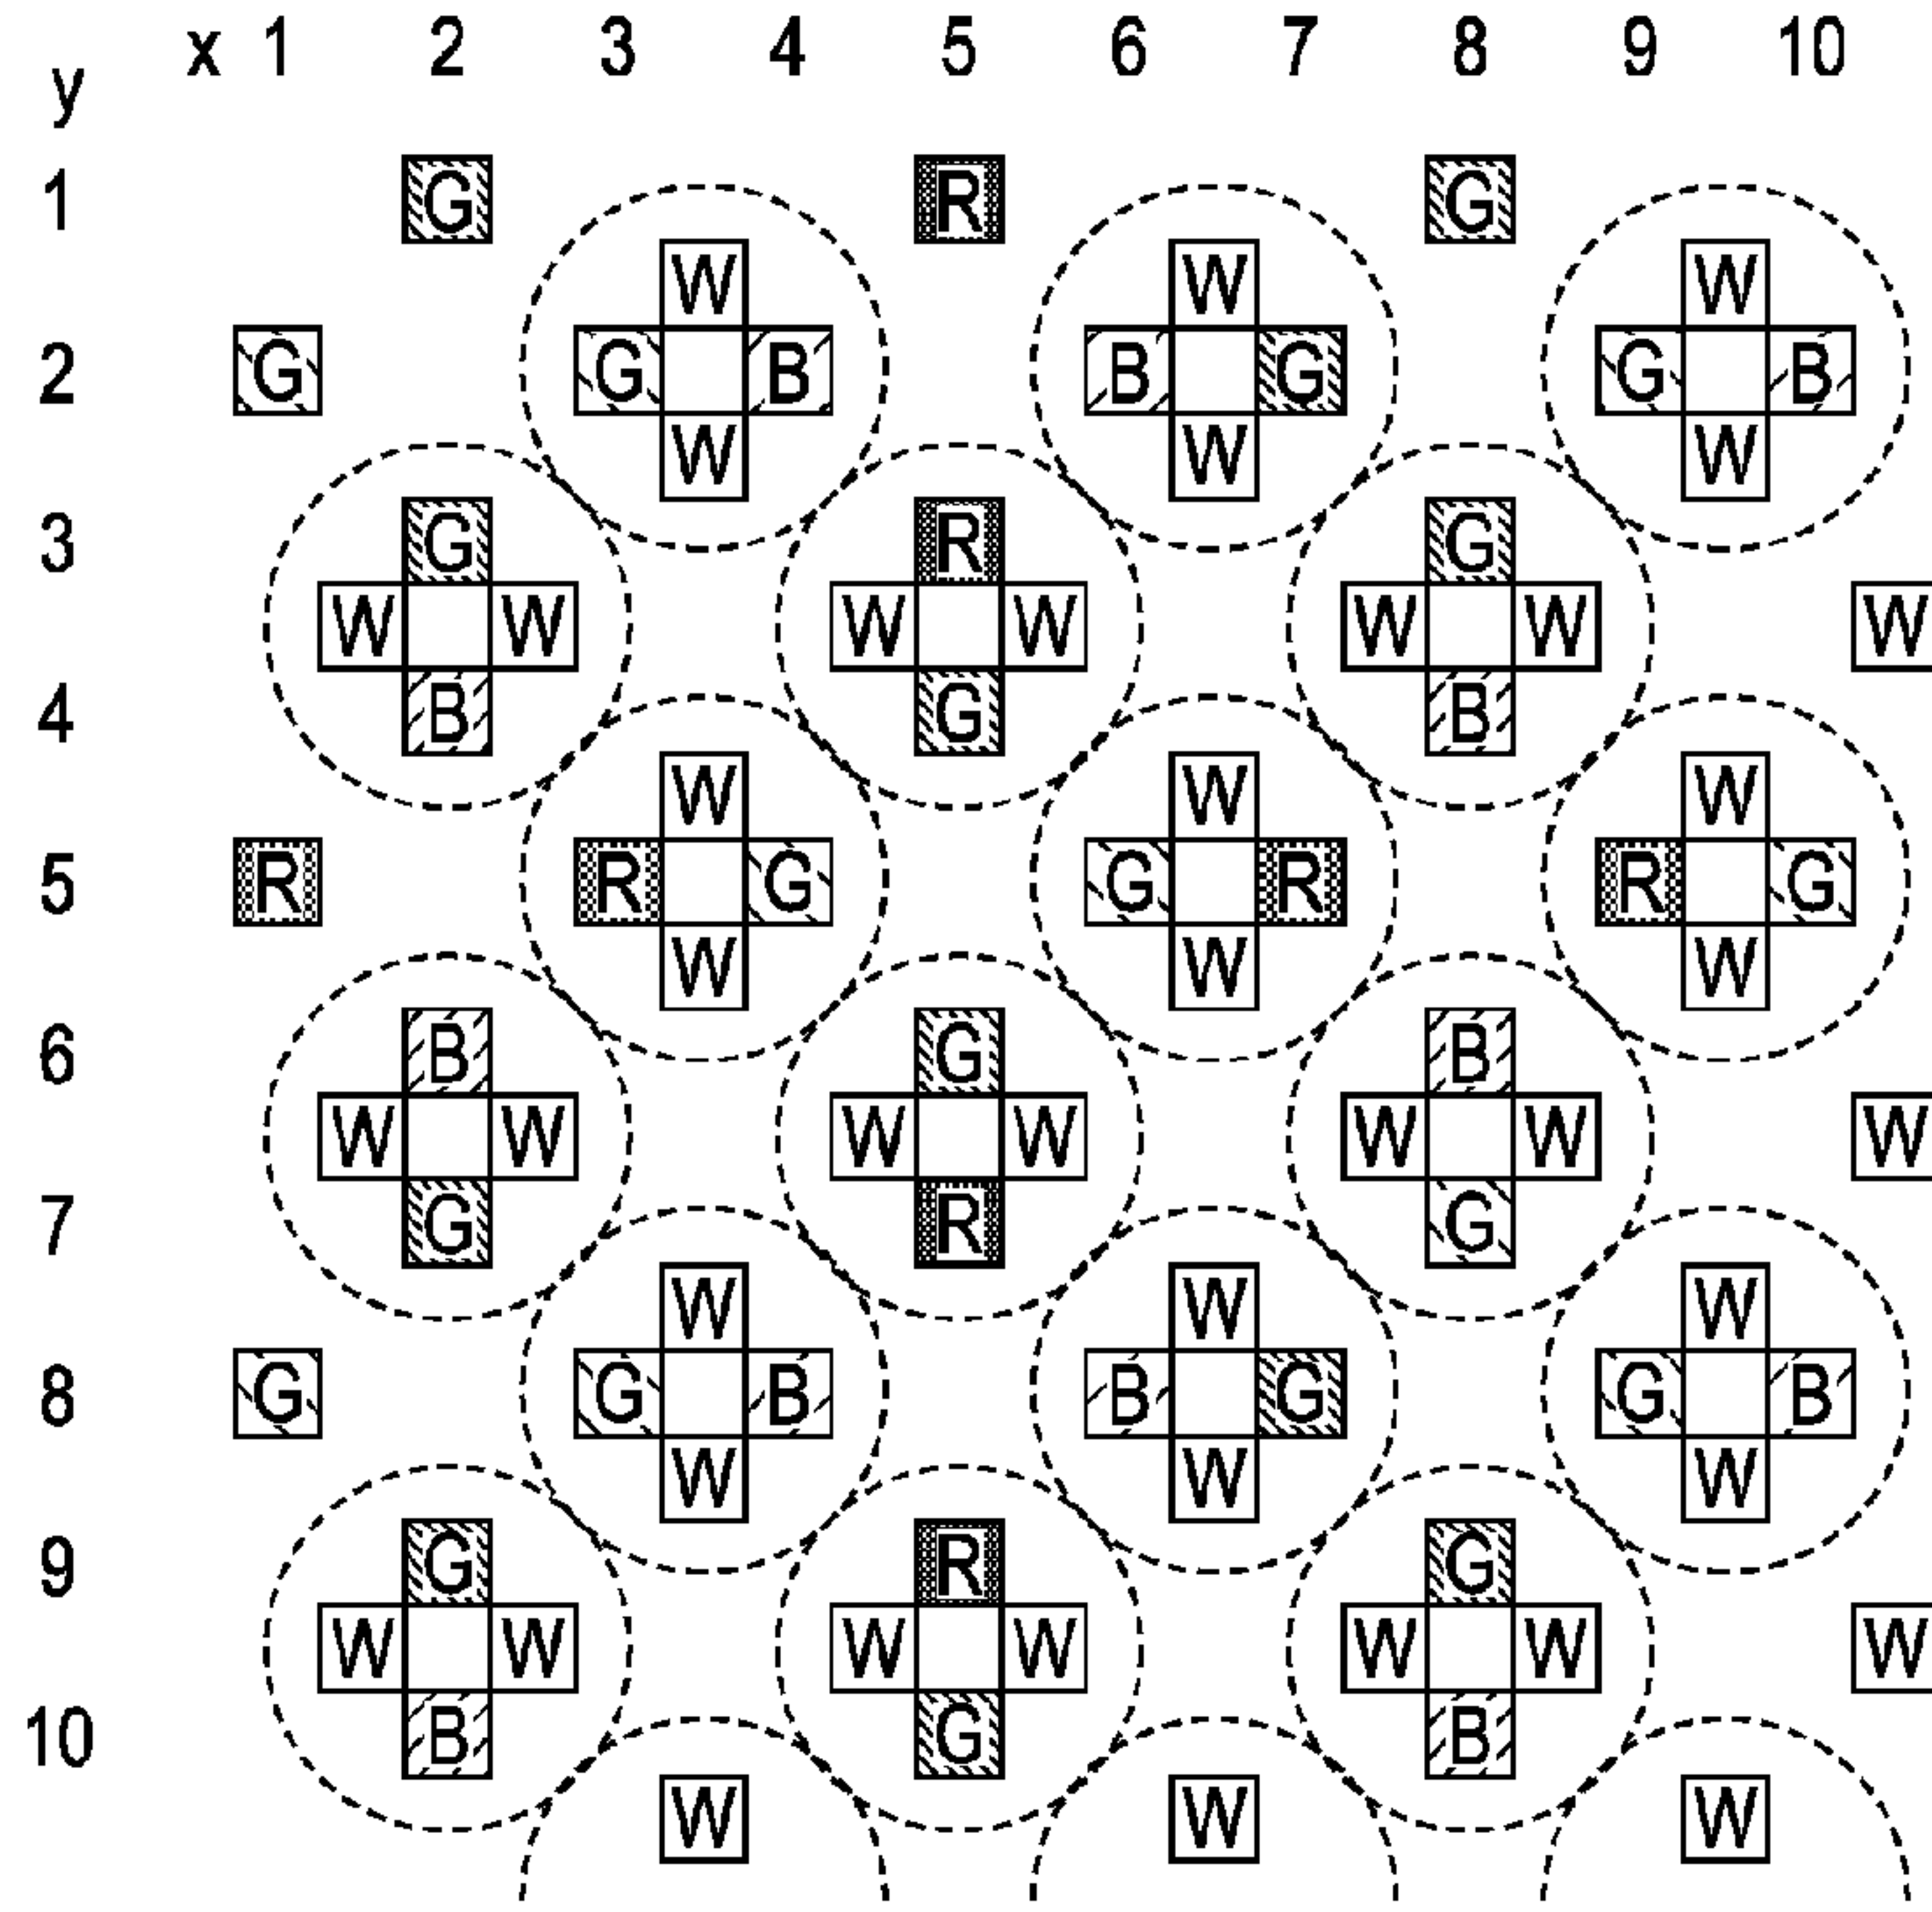 x 1 2 3 4 5 6 7 8 9 10
y
1 G R G
W W W
2 G G B B G G B
W W W
3 G R G
W W W W W W W
4 B G B
W W W
5 R R G G R R G
W W W
6 B G B
W W W W W W W
7 G R G
W W W
8 G G B B G G B
W W W
9 G R G
W W W W W W W
10 B G B
W W W